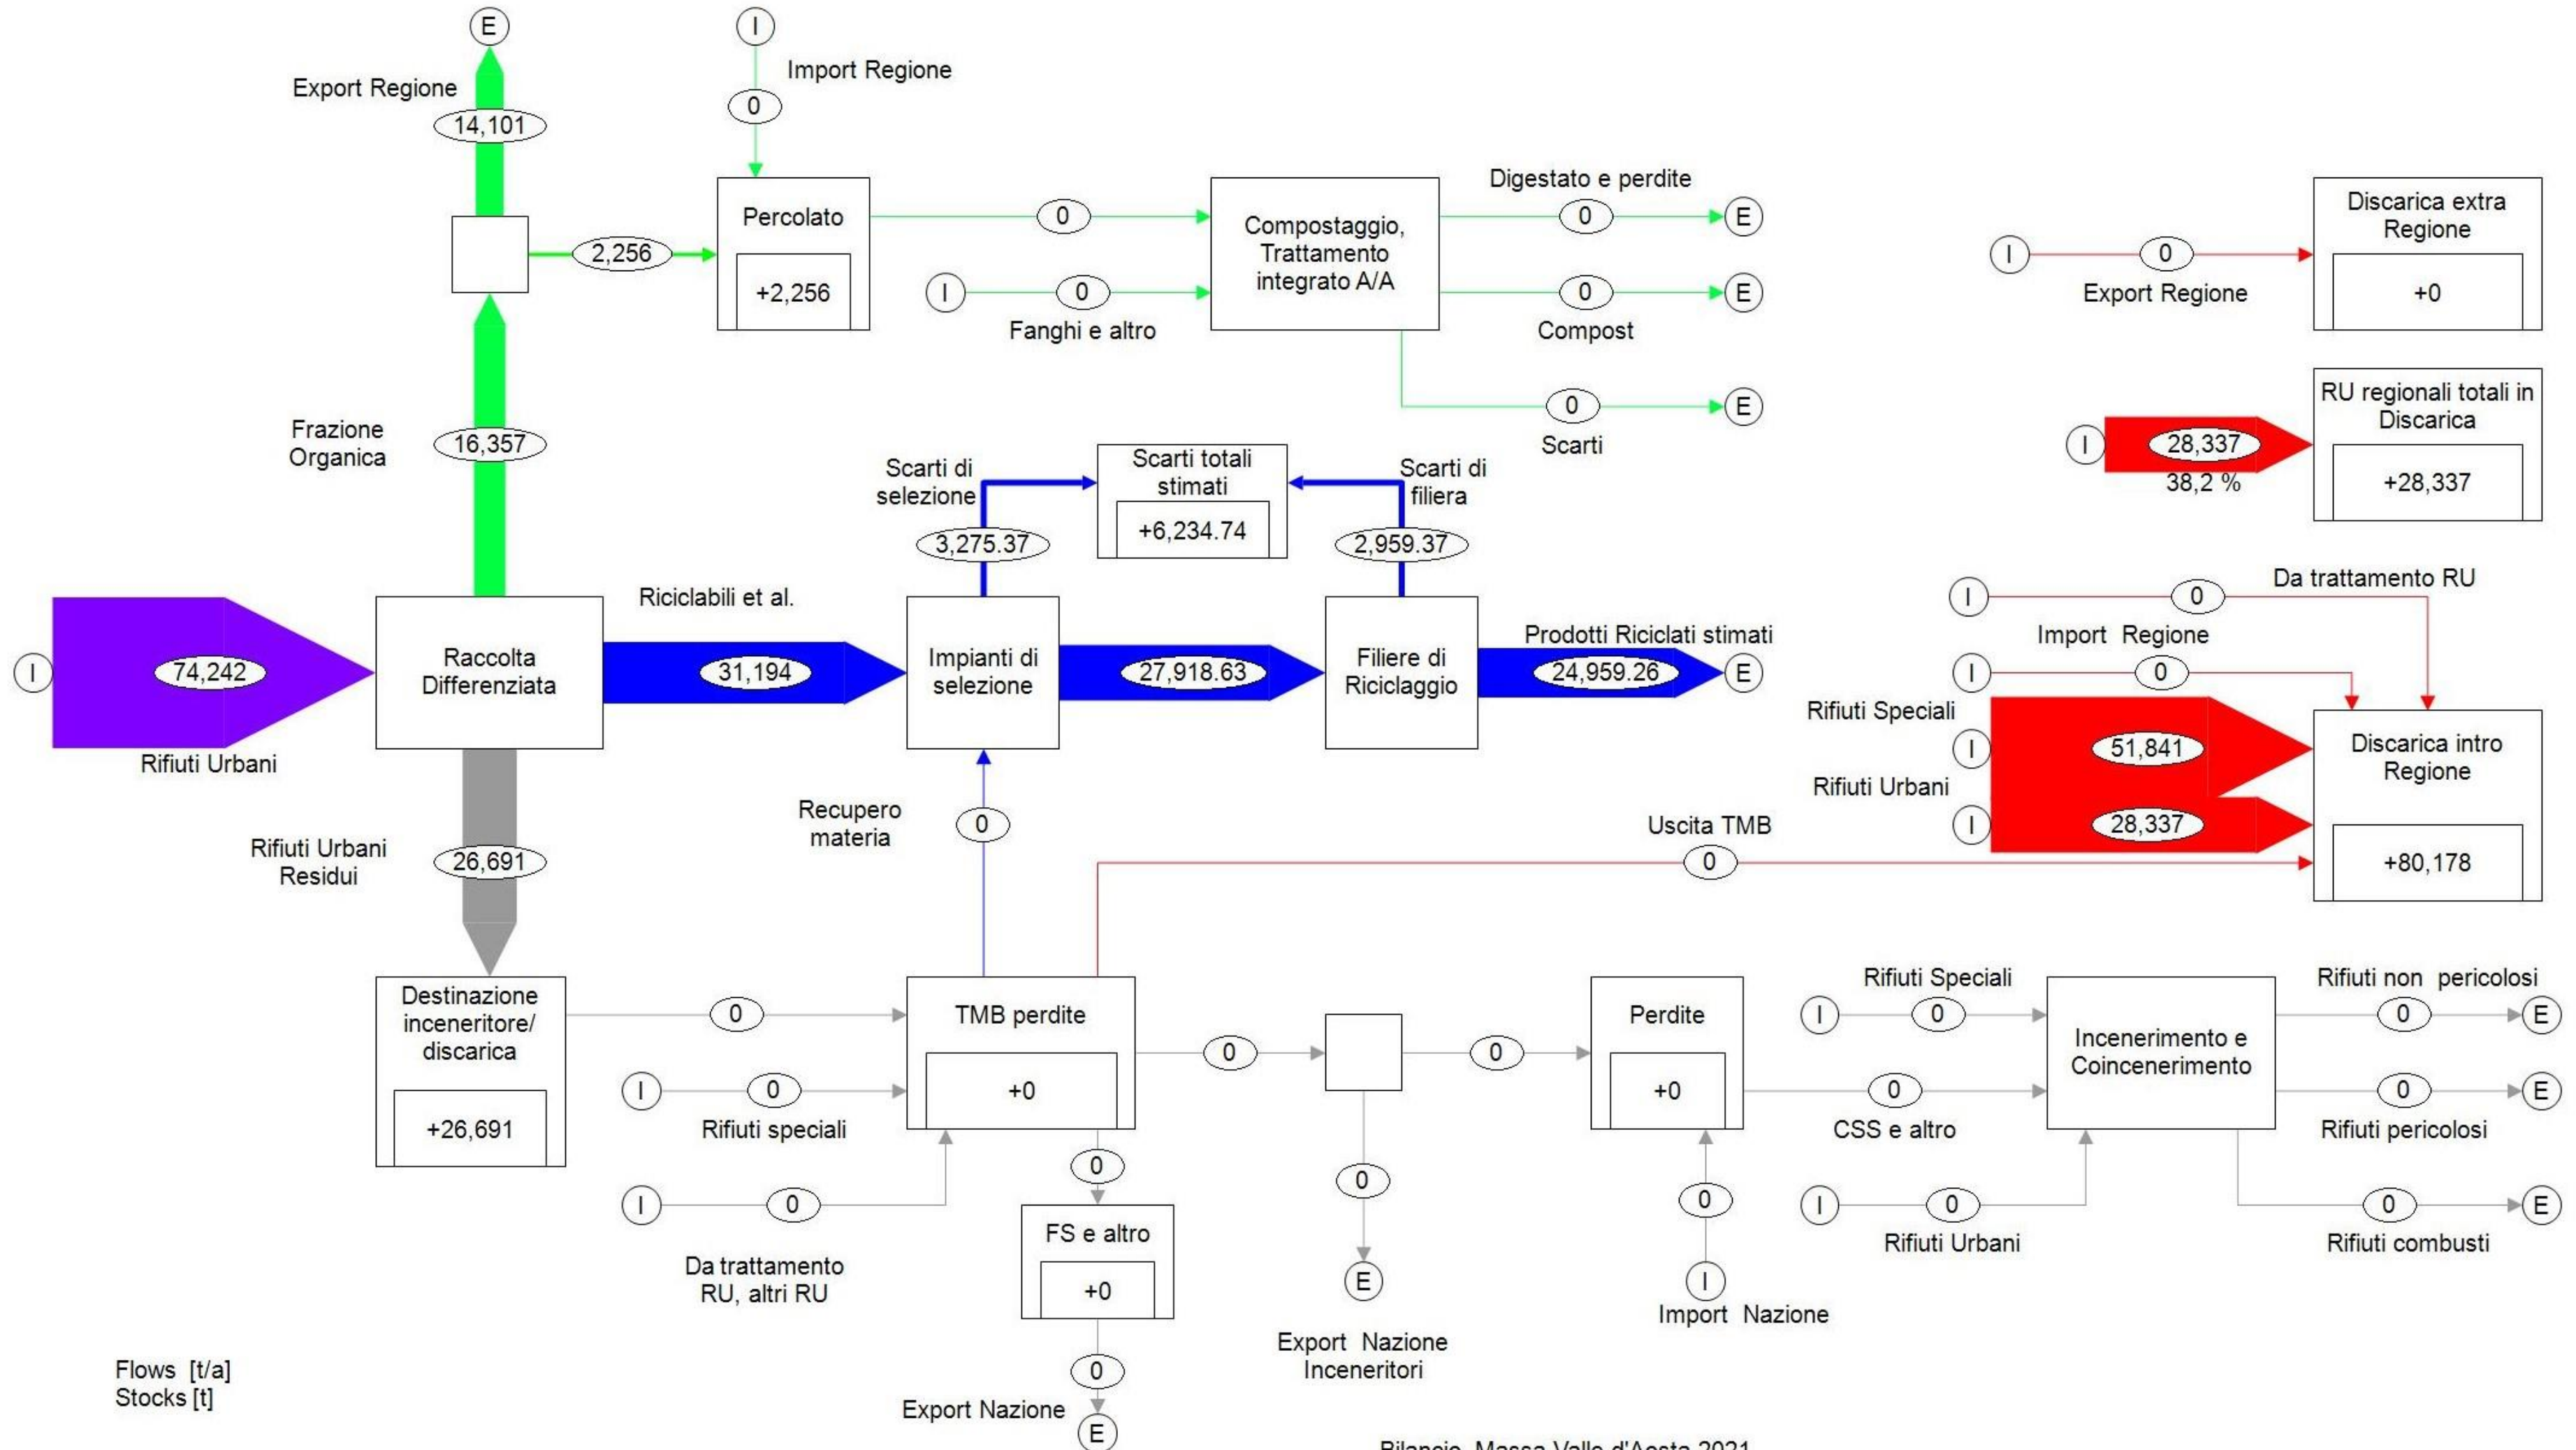 E
I
Export Regione
Import Regione
14,101
0
Percolato
+2,256
2,256
0
I
0
Fanghi e altro
Compostaggio,
Trattamento
integrato A/A
Digestato e perdite
0
E
0
E
Compost
0
E
Scarti
I
0
Export Regione
Discarica extra
Regione
+0
I
28,337
38,2 %
RU regionali totali in
Discarica
+28,337
Frazione
Organica
16,357
Scarti di
selezione
3,275.37
Scarti totali
stimati
+6,234.74
Scarti di
filiera
2,959.37
I
74,242
Rifiuti Urbani
Raccolta
Differenziata
Riciclabili et al.
31,194
Impianti di
selezione
27,918.63
Filiere di
Riciclaggio
Prodotti Riciclati stimati
24,959.26
E
I
0
Da trattamento RU
Import Regione
I
0
Rifiuti Speciali
I
51,841
Rifiuti Urbani
I
28,337
Discarica intro
Regione
+80,178
Uscita TMB
0
Recupero
materia
0
Rifiuti Urbani
Residui
26,691
Destinazione
inceneritore/
discarica
+26,691
0
I
0
Rifiuti speciali
I
0
Da trattamento
RU, altri RU
TMB perdite
+0
0
FS e altro
+0
0
Export Nazione
E
0
0
E
Export Nazione
Inceneritori
0
Perdite
+0
0
I
Import Nazione
Rifiuti Speciali
I
0
0
CSS e altro
I
0
Rifiuti Urbani
Incenerimento e
Coincenerimento
Rifiuti non pericolosi
0
E
0
E
Rifiuti pericolosi
0
E
Rifiuti combusti
Flows [t/a]
Stocks [t]
Bilancio Massa Valle d'Aosta 2021